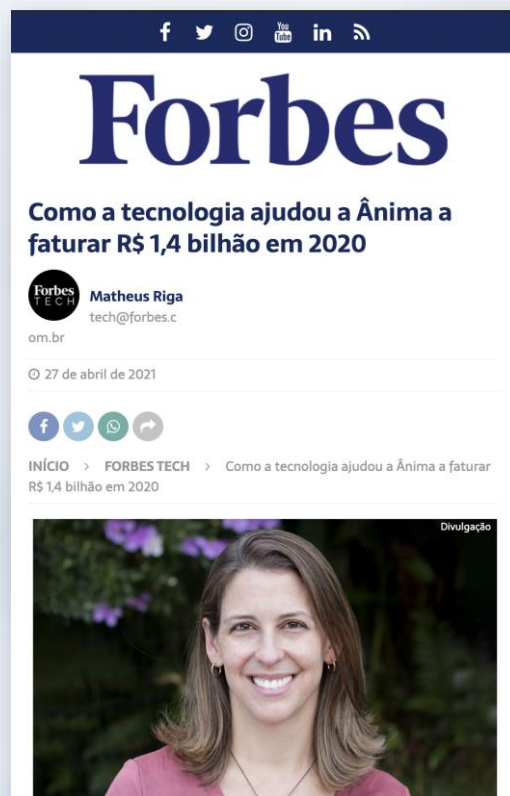 You
Tube
Forbes
Como a tecnologia ajudou a Ânima a
faturar R$ 1,4 bilhão em 2020
Forbes
TECH
Matheus Riga
tech@forbes.c
om.br
27 de abril de 2021
INÍCIO > FORBES TECH > Como a tecnologia ajudou a Ânima a faturar
R$ 1,4 bilhão em 2020
Divulgação